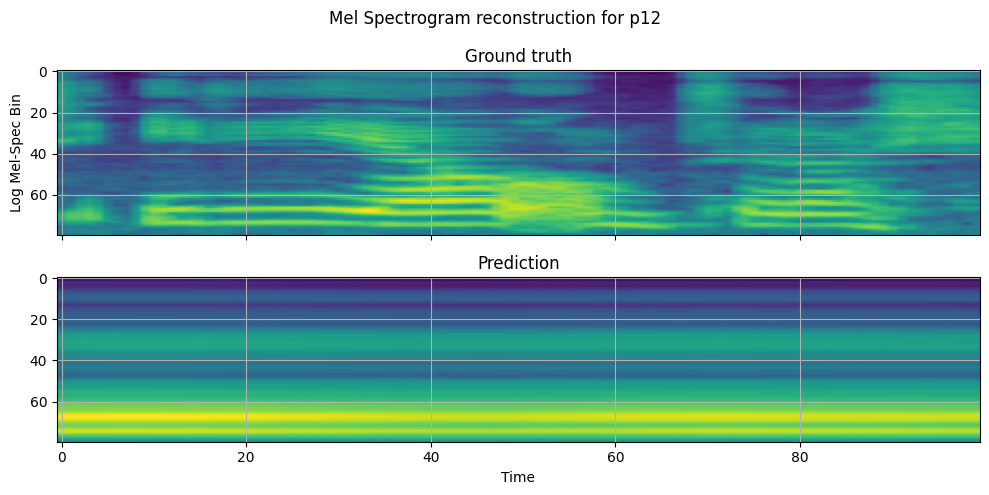 Mel Spectrogram reconstruction for p12
Ground truth
0
20
40
60
Log Mel-Spec Bin
Prediction
0
20
40
60
0 20 40 60 80
Time